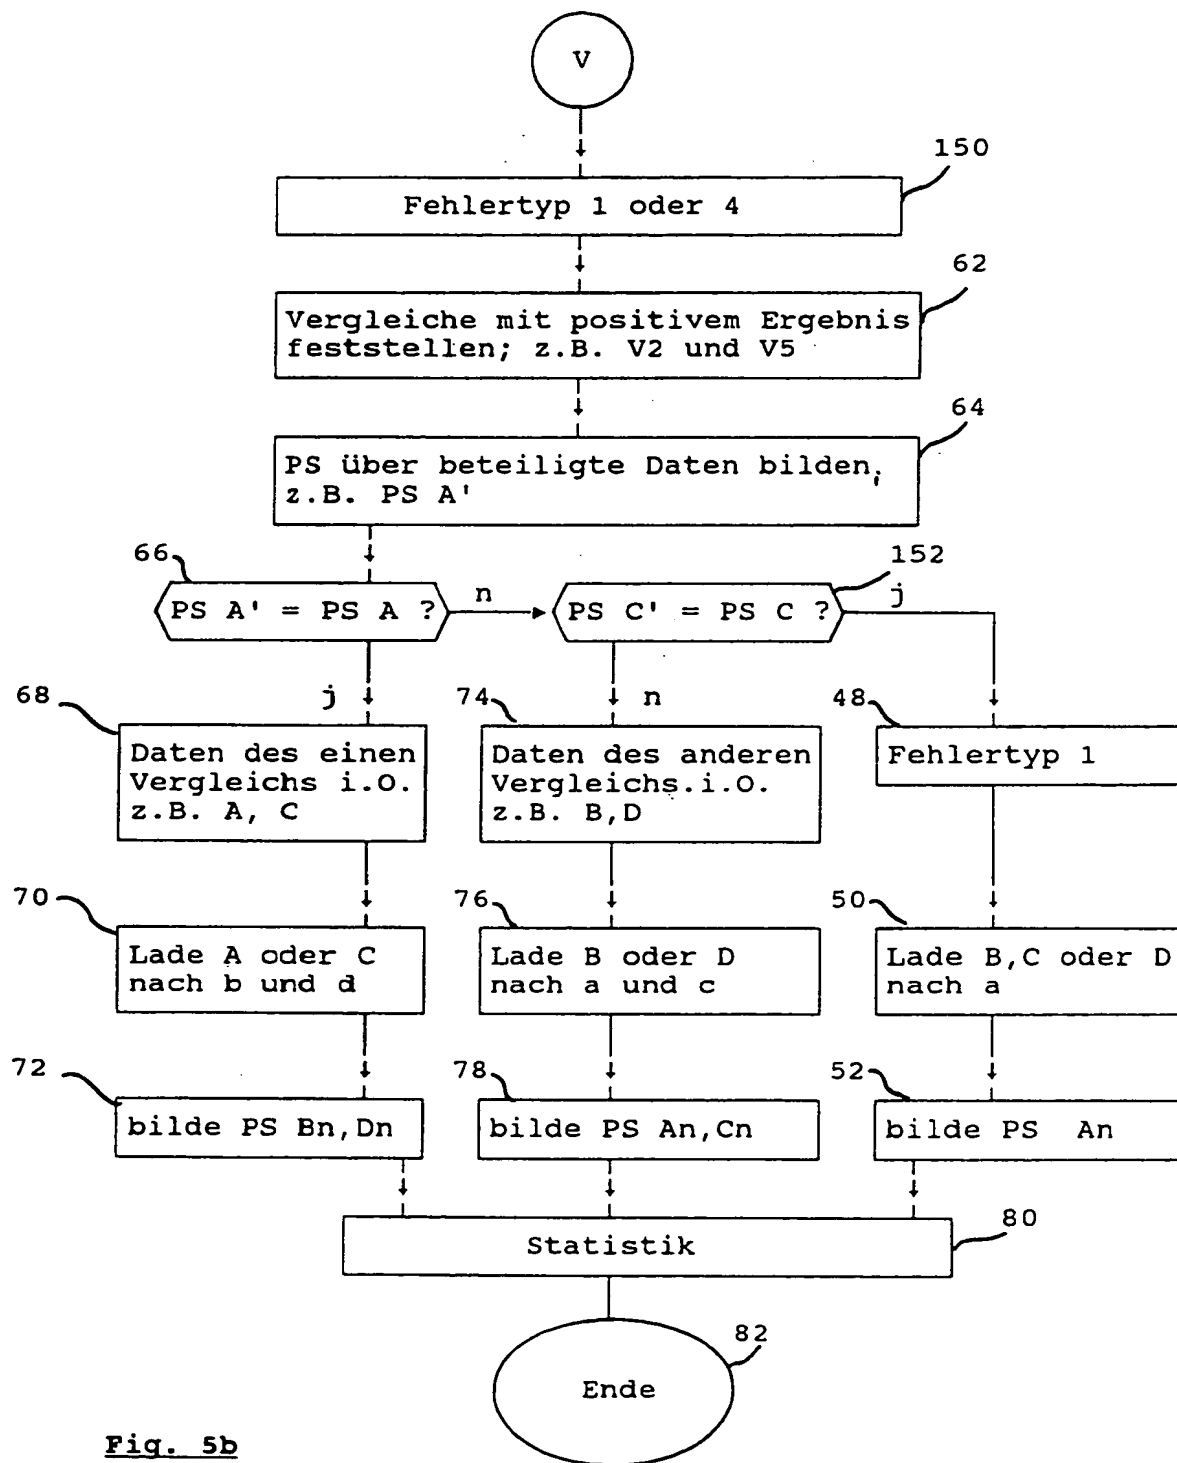 V
150
Fehlertyp 1 oder 4
62
Vergleiche mit positivem Ergebnis
feststellen; z.B. V2 und V5
64
PS über beteiligte Daten bilden,
z.B. PS A'
66
PS A' = PS A ?
n
152
PS C' = PS C ?
j
j
n
68
Daten des einen
Vergleichs i.O.
z.B. A, C
74
Daten des anderen
Vergleichs.i.O.
z.B. B,D
48
Fehlertyp 1
70
Lade A oder C
nach b und d
76
Lade B oder D
nach a und c
50
Lade B,C oder D
nach a
72
bilde PS Bn,Dn
78
bilde PS An,Cn
52
bilde PS An
80
Statistik
82
Ende
Fig. 5b